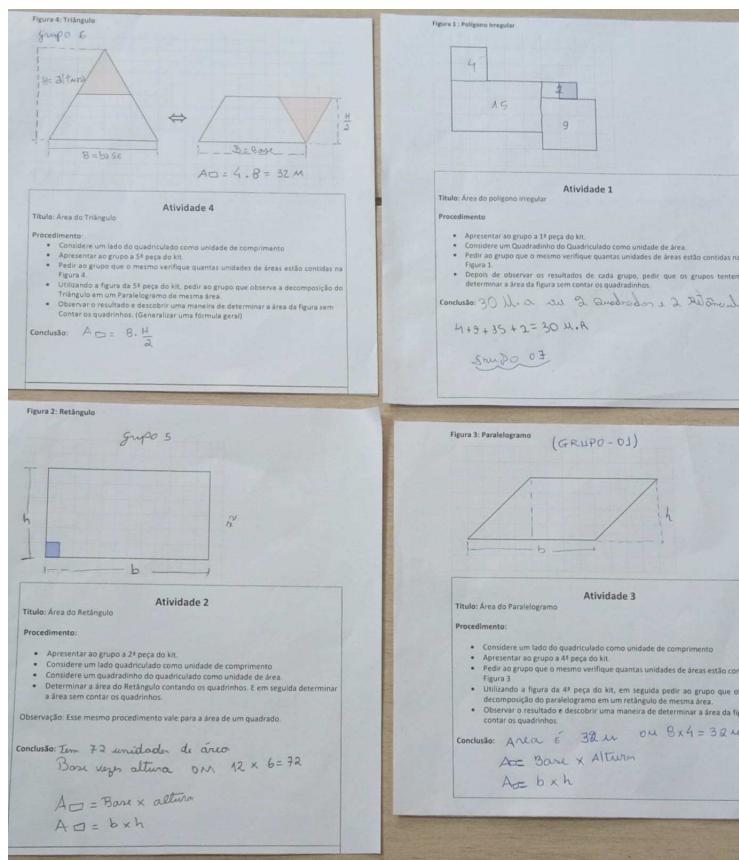 Figura 4: Triângulo
grupo 6
H = altura
B = base
B = Base
H
2
A▱ = 4 . 8 = 32 M
Atividade 4
Título: Área do Triângulo
Procedimento:
• Considere um lado do quadriculado como unidade de comprimento
• Apresentar ao grupo a 5ª peça do kit.
• Pedir ao grupo que o mesmo verifique quantas unidades de áreas estão contidas na
Figura 4.
• Utilizando a figura da 5ª peça do kit, pedir ao grupo que observe a decomposição do
Triângulo em um Paralelogramo de mesma área.
• Observar o resultado e descobrir uma maneira de determinar a área da figura sem
Contar os quadrinhos. (Generalizar uma fórmula geral)
Conclusão: A▱ = B. H
2
Figura 1 : Polígono Irregular
4
15
2
9
Atividade 1
Título: Área do polígono irregular
Procedimento
• Apresentar ao grupo a 1ª peça do kit.
• Considere um Quadradinho do Quadriculado como unidade de área.
• Pedir ao grupo que o mesmo verifique quantas unidades de áreas estão contidas na
Figura 1.
• Depois de observar os resultados de cada grupo, pedir que os grupos tentem
determinar a área da figura sem contar os quadradinhos.
Conclusão: 30 U.a ou 2 Quadrados e 2
4+9+15+2=30 U.A
Grupo 07
Figura 2: Retângulo
grupo 5
h
b
Atividade 2
Título: Área do Retângulo
Procedimento:
• Apresentar ao grupo a 2ª peça do kit.
• Considere um lado quadriculado como unidade de comprimento
• Considere um quadradinho do quadriculado como unidade de área.
• Determinar a área do Retângulo contando os quadrinhos. E em seguida determinar
a área sem contar os quadrinhos.
Observação: Esse mesmo procedimento vale para a área de um quadrado.
Conclusão: Tem 72 unidades de área
Base vezes altura ou 12 x 6 = 72
A▭ = Base x altura
A▭ = b x h
Figura 3: Paralelogramo
(GRUPO-01)
h
b
Atividade 3
Título: Área do Paralelogramo
Procedimento:
• Considere um lado do quadriculado como unidade de comprimento
• Apresentar ao grupo a 4ª peça do kit.
• Pedir ao grupo que o mesmo verifique quantas unidades de áreas estão con
Figura 3
• Utilizando a figura da 4ª peça do kit, em seguida pedir ao grupo que o
decomposição do paralelogramo em um retângulo de mesma área.
• Observar o resultado e descobrir uma maneira de determinar a área da fig
contar os quadrinhos.
Conclusão: Area É 32 u ou 8x4=32u
A▱= Base x Altura
A▱= b x h